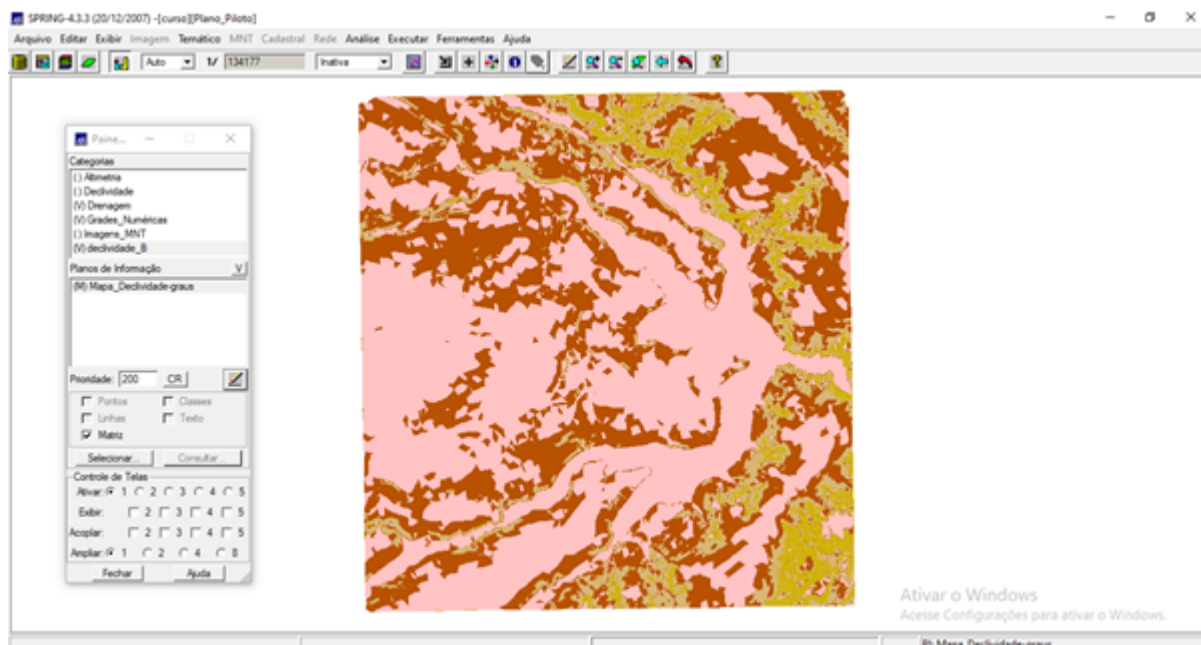 SPRING-4.3.3 (20/12/2007) -[curso][Plano_Piloto]
Arquivo Editar Exibir Imagem Temático MNT Cadastral Rede Análise Executar Ferramentas Ajuda
Auto 1/ 134177 Inativa
Paine...
Categorias
( ) Altimetria
( ) Declividade
(V) Drenagem
(V) Grades_Numéricas
( ) Imagens_MNT
(V) declividade_B
Planos de Informação V
(M) Mapa_Declividade-graus
Prioridade: 200 CR
Pontos Classes
Linhas Texto
Matriz
Selecionar... Consultar...
Controle de Telas
Ativar: 1 2 3 4 5
Exibir: 2 3 4 5
Acoplar: 2 3 4 5
Ampliar: 1 2 4 8
Fechar Ajuda
Ativar o Windows
Acesse Configurações para ativar o Windows.
PI: Mapa_Declividade-graus